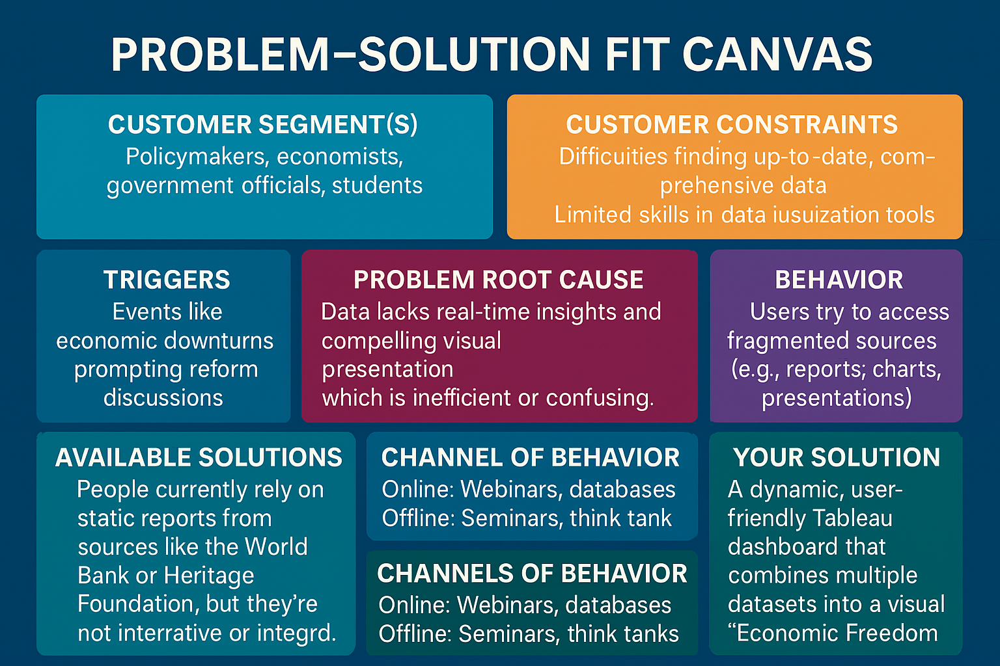 PROBLEM–SOLUTION FIT CANVAS
CUSTOMER SEGMENT(S)
Policymakers, economists,
government officials, students
CUSTOMER CONSTRAINTS
Difficuities finding up-to-date, com-
prehensive data
Limited skills in data iusuization tools
TRIGGERS
Events like
economic downturns
prompting reform
discussions
PROBLEM ROOT CAUSE
Data lacks real-time insights and
compelling visual
presentation
which is inefficient or confusing.
BEHAVIOR
Users try to access
fragmented sources
(e.g., reports; charts,
presentations)
AVAILABLE SOLUTIONS
People currently rely on
static reports from
sources like the World
Bank or Heritage
Foundation, but they’re
not interrative or integrd.
CHANNEL OF BEHAVIOR
Online: Webinars, databases
Offline: Seminars, think tank
CHANNELS OF BEHAVIOR
Online: Webinars, databases
Offline: Seminars, think tanks
YOUR SOLUTION
A dynamic, user-
friendly Tableau
dashboard that
combines multiple
datasets into a visual
“Economic Freedom